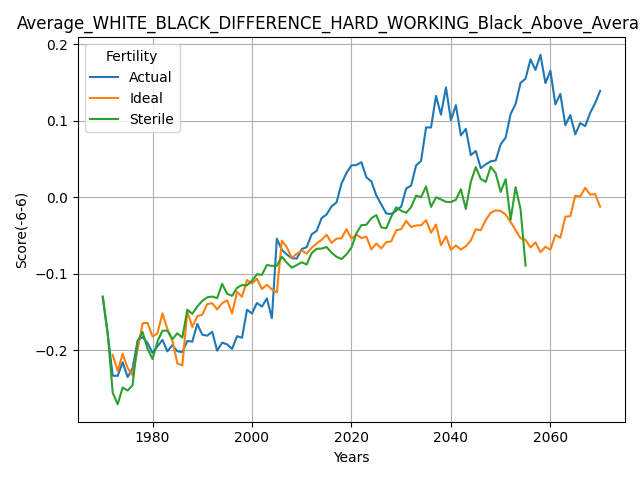 Average_WHITE_BLACK_DIFFERENCE_HARD_WORKING_Black_Above_Avera
Fertility
Actual
Ideal
Sterile
Score(-6-6)
0.2
0.1
0.0
−0.1
−0.2
1980 2000 2020 2040 2060
Years